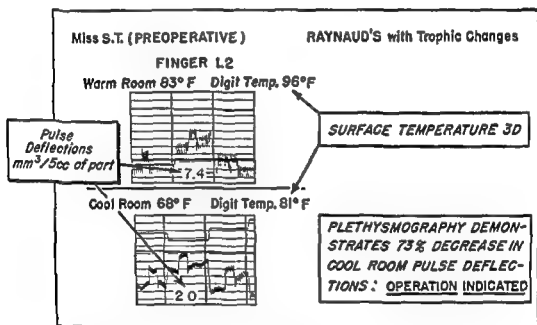 Miss S.T. (PREOPERATIVE)
RAYNAUD'S with Trophic Changes
FINGER L2
Warm Room 83° F Digit Temp. 96° F
Pulse
Deflections
mm³/5cc of part
7.4
SURFACE TEMPERATURE 3D
Cool Room 68° F Digit Temp. 81° F
2 0
PLETHYSMOGRAPHY DEMON-
STRATES 73% DECREASE IN
COOL ROOM PULSE DEFLEC-
TIONS: OPERATION INDICATED